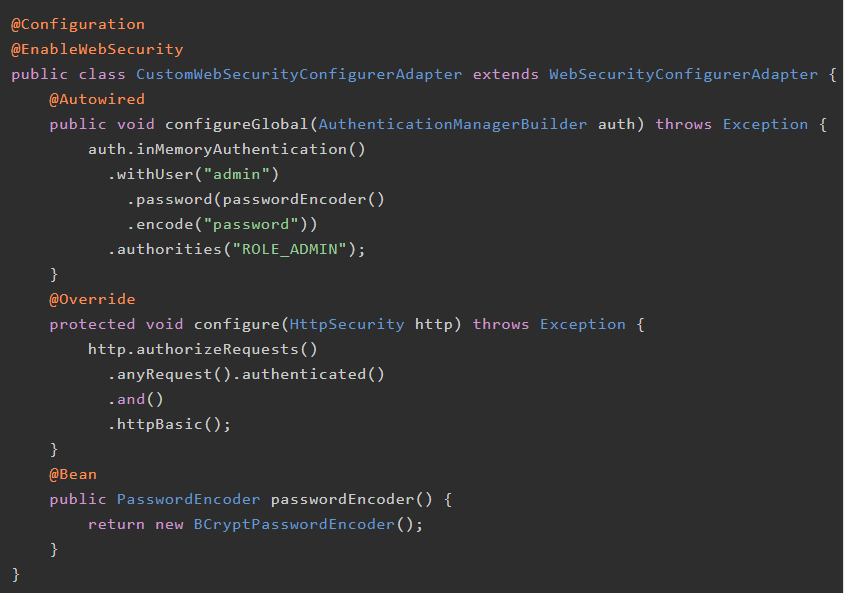 @Configuration
@EnableWebSecurity
public class CustomWebSecurityConfigurerAdapter extends WebSecurityConfigurerAdapter {
    @Autowired
    public void configureGlobal(AuthenticationManagerBuilder auth) throws Exception {
        auth.inMemoryAuthentication()
          .withUser("admin")
            .password(passwordEncoder()
            .encode("password"))
          .authorities("ROLE_ADMIN");
    }
    @Override
    protected void configure(HttpSecurity http) throws Exception {
        http.authorizeRequests()
          .anyRequest().authenticated()
          .and()
          .httpBasic();
    }
    @Bean
    public PasswordEncoder passwordEncoder() {
        return new BCryptPasswordEncoder();
    }
}